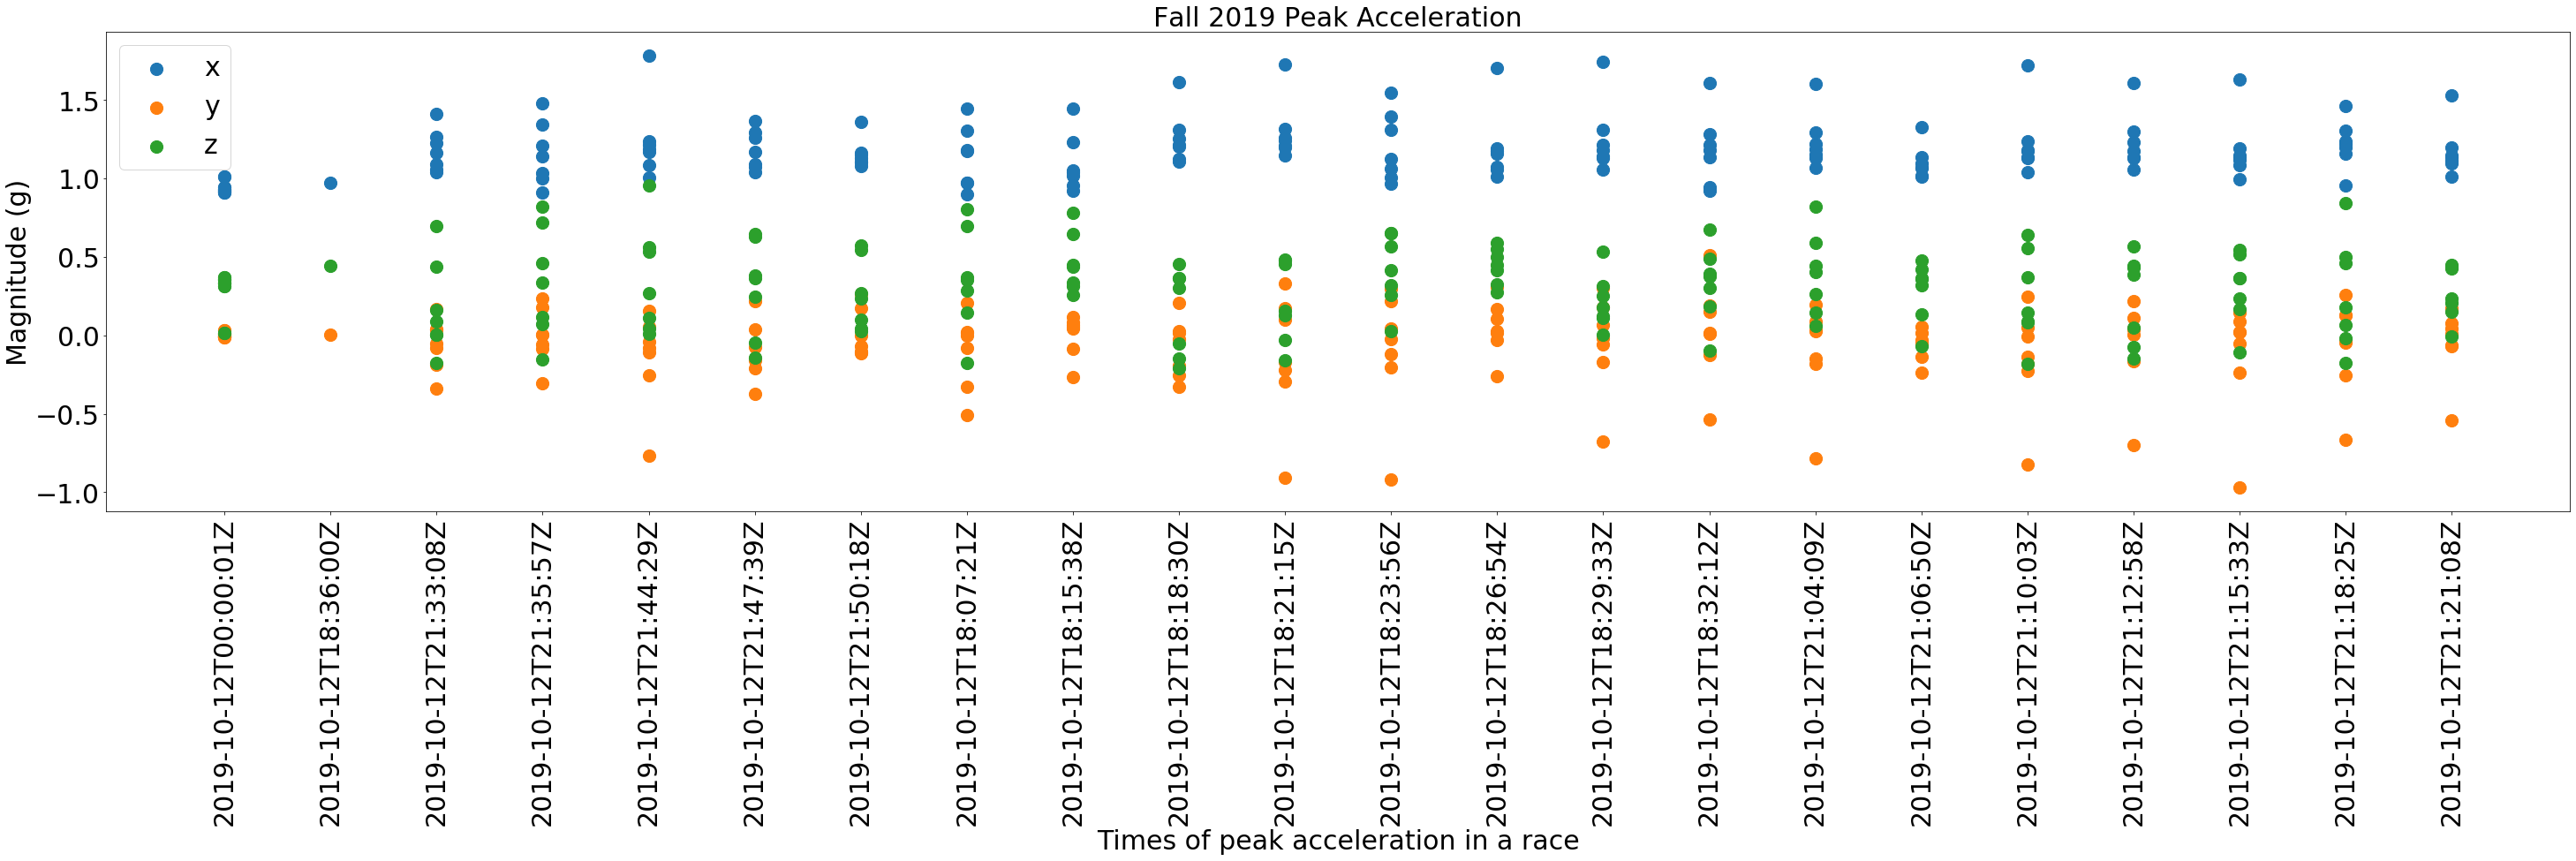 Fall 2019 Peak Acceleration
x
y
z
Magnitude (g)
1.5
1.0
0.5
0.0
−0.5
−1.0
2019-10-12T00:00:01Z
2019-10-12T18:36:00Z
2019-10-12T21:33:08Z
2019-10-12T21:35:57Z
2019-10-12T21:44:29Z
2019-10-12T21:47:39Z
2019-10-12T21:50:18Z
2019-10-12T18:07:21Z
2019-10-12T18:15:38Z
2019-10-12T18:18:30Z
2019-10-12T18:21:15Z
2019-10-12T18:23:56Z
2019-10-12T18:26:54Z
2019-10-12T18:29:33Z
2019-10-12T18:32:12Z
2019-10-12T21:04:09Z
2019-10-12T21:06:50Z
2019-10-12T21:10:03Z
2019-10-12T21:12:58Z
2019-10-12T21:15:33Z
2019-10-12T21:18:25Z
2019-10-12T21:21:08Z
Times of peak acceleration in a race